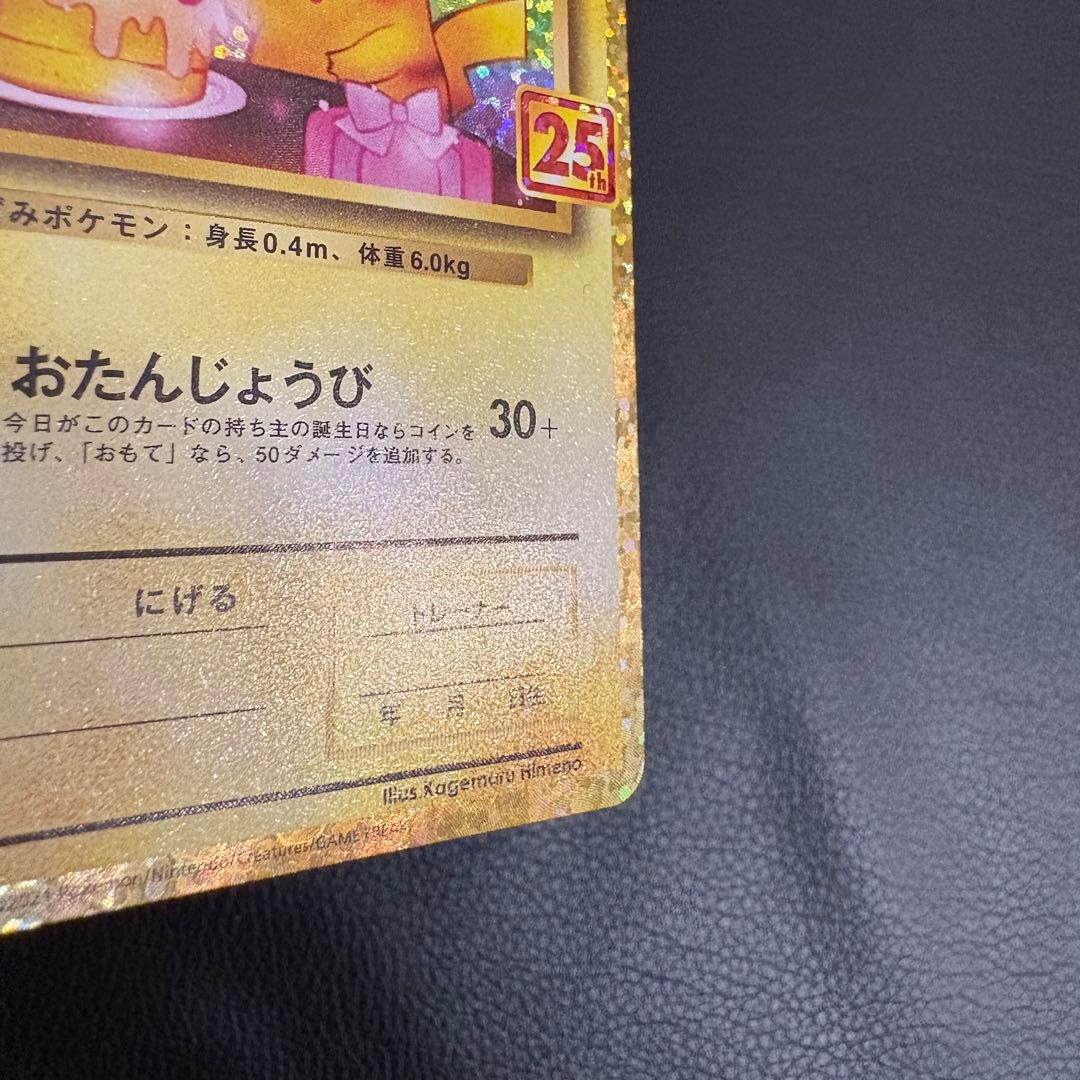 25th
ずみポケモン：身長0.4m、体重6.0kg
おたんじょうび
30+
今日がこのカードの持ち主の誕生日ならコインを
投げ、「おもて」なら、50ダメージを追加する。
にげる
トレーナー
年 月 日生
Illus Kagemaru Himeno
©2021 Pokémon/Nintendo/Creatures/GAME FREAK